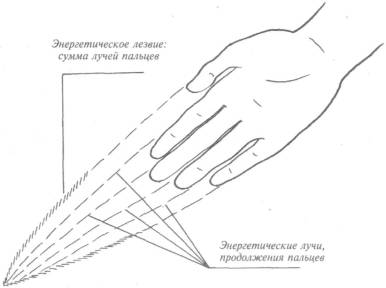 Энергетическое лезвие:
сумма лучей пальцев
Энергетические лучи,
продолжения пальцев